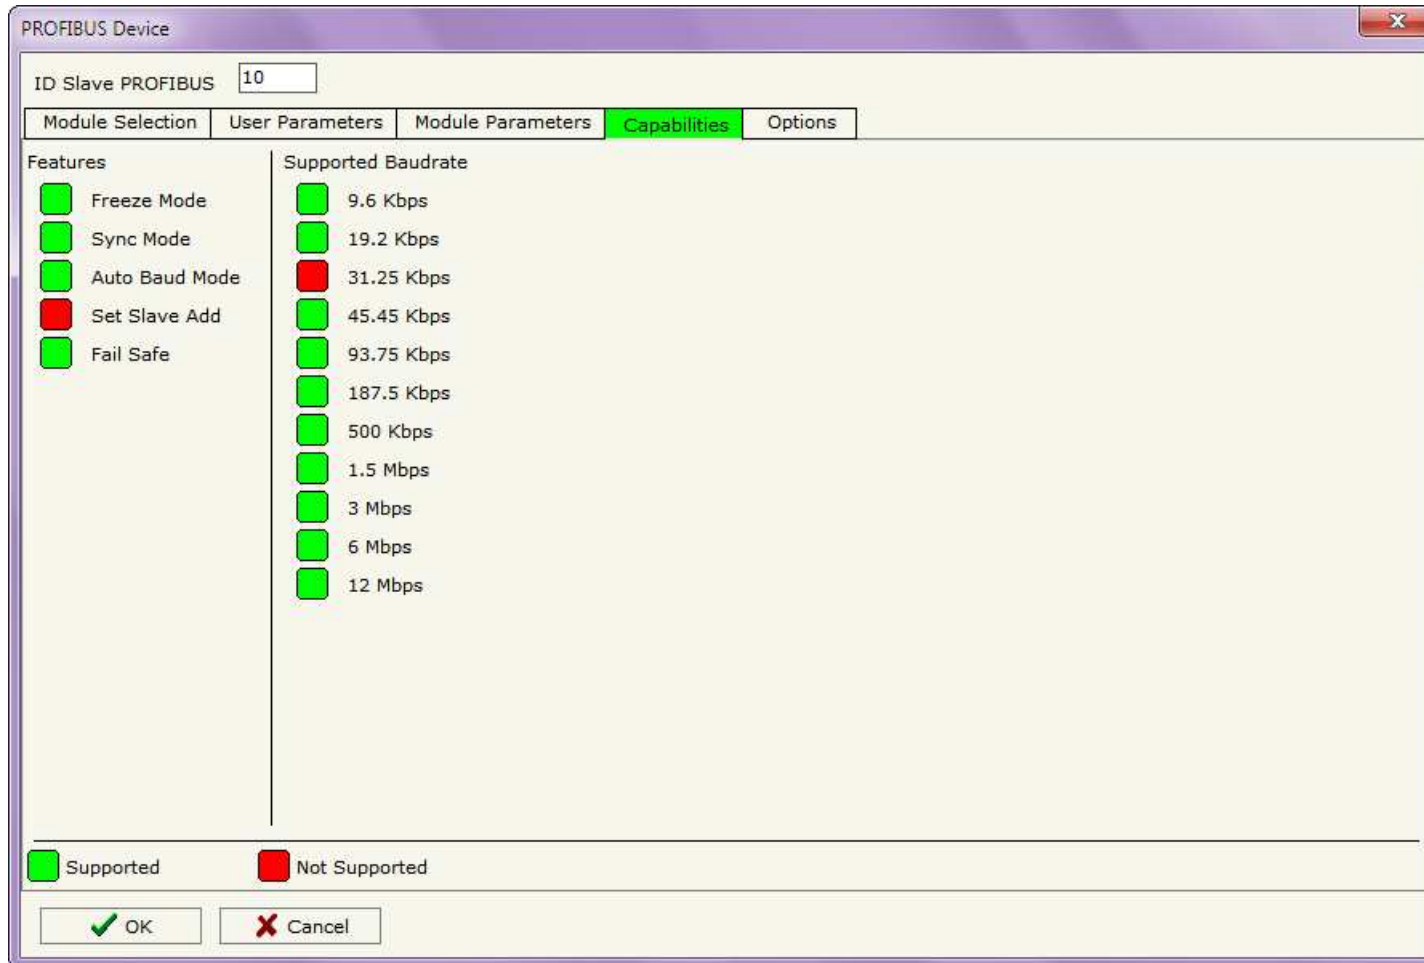 PROFIBUS Device
X
ID Slave PROFIBUS 10
Module Selection User Parameters Module Parameters Capabilities Options
Features
Freeze Mode
Sync Mode
Auto Baud Mode
Set Slave Add
Fail Safe
Supported Baudrate
9.6 Kbps
19.2 Kbps
31.25 Kbps
45.45 Kbps
93.75 Kbps
187.5 Kbps
500 Kbps
1.5 Mbps
3 Mbps
6 Mbps
12 Mbps
Supported Not Supported
OK Cancel